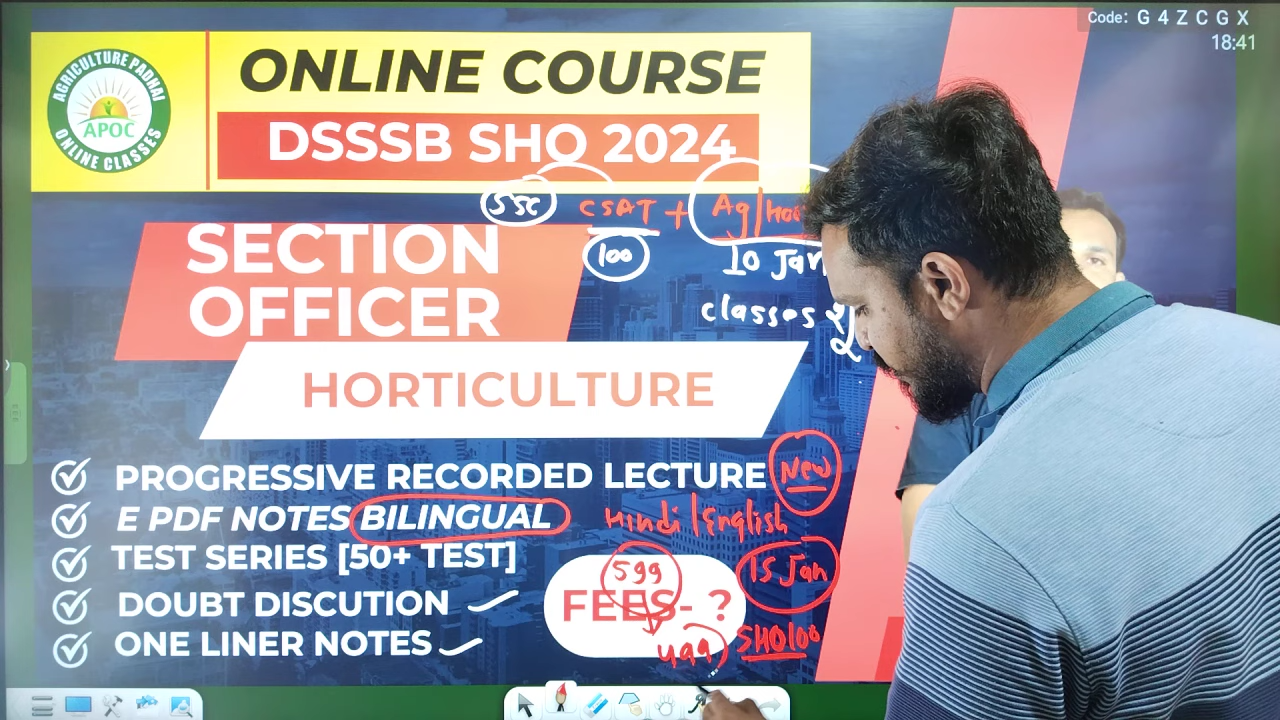 Code: G 4 Z C G X
18:41
AGRICULTURE PADHAI
APOC
ONLINE CLASSES
ONLINE COURSE
DSSSB SHO 2024
SSC CSAT + Ag/Ho
100 10 Jan
classes
SECTION
OFFICER
HORTICULTURE
PROGRESSIVE RECORDED LECTURE New
E PDF NOTES BILINGUAL Hindi/English
TEST SERIES [50+ TEST] 599 15 Jan
DOUBT DISCUTION FEES- ?
ONE LINER NOTES 499 SHO100